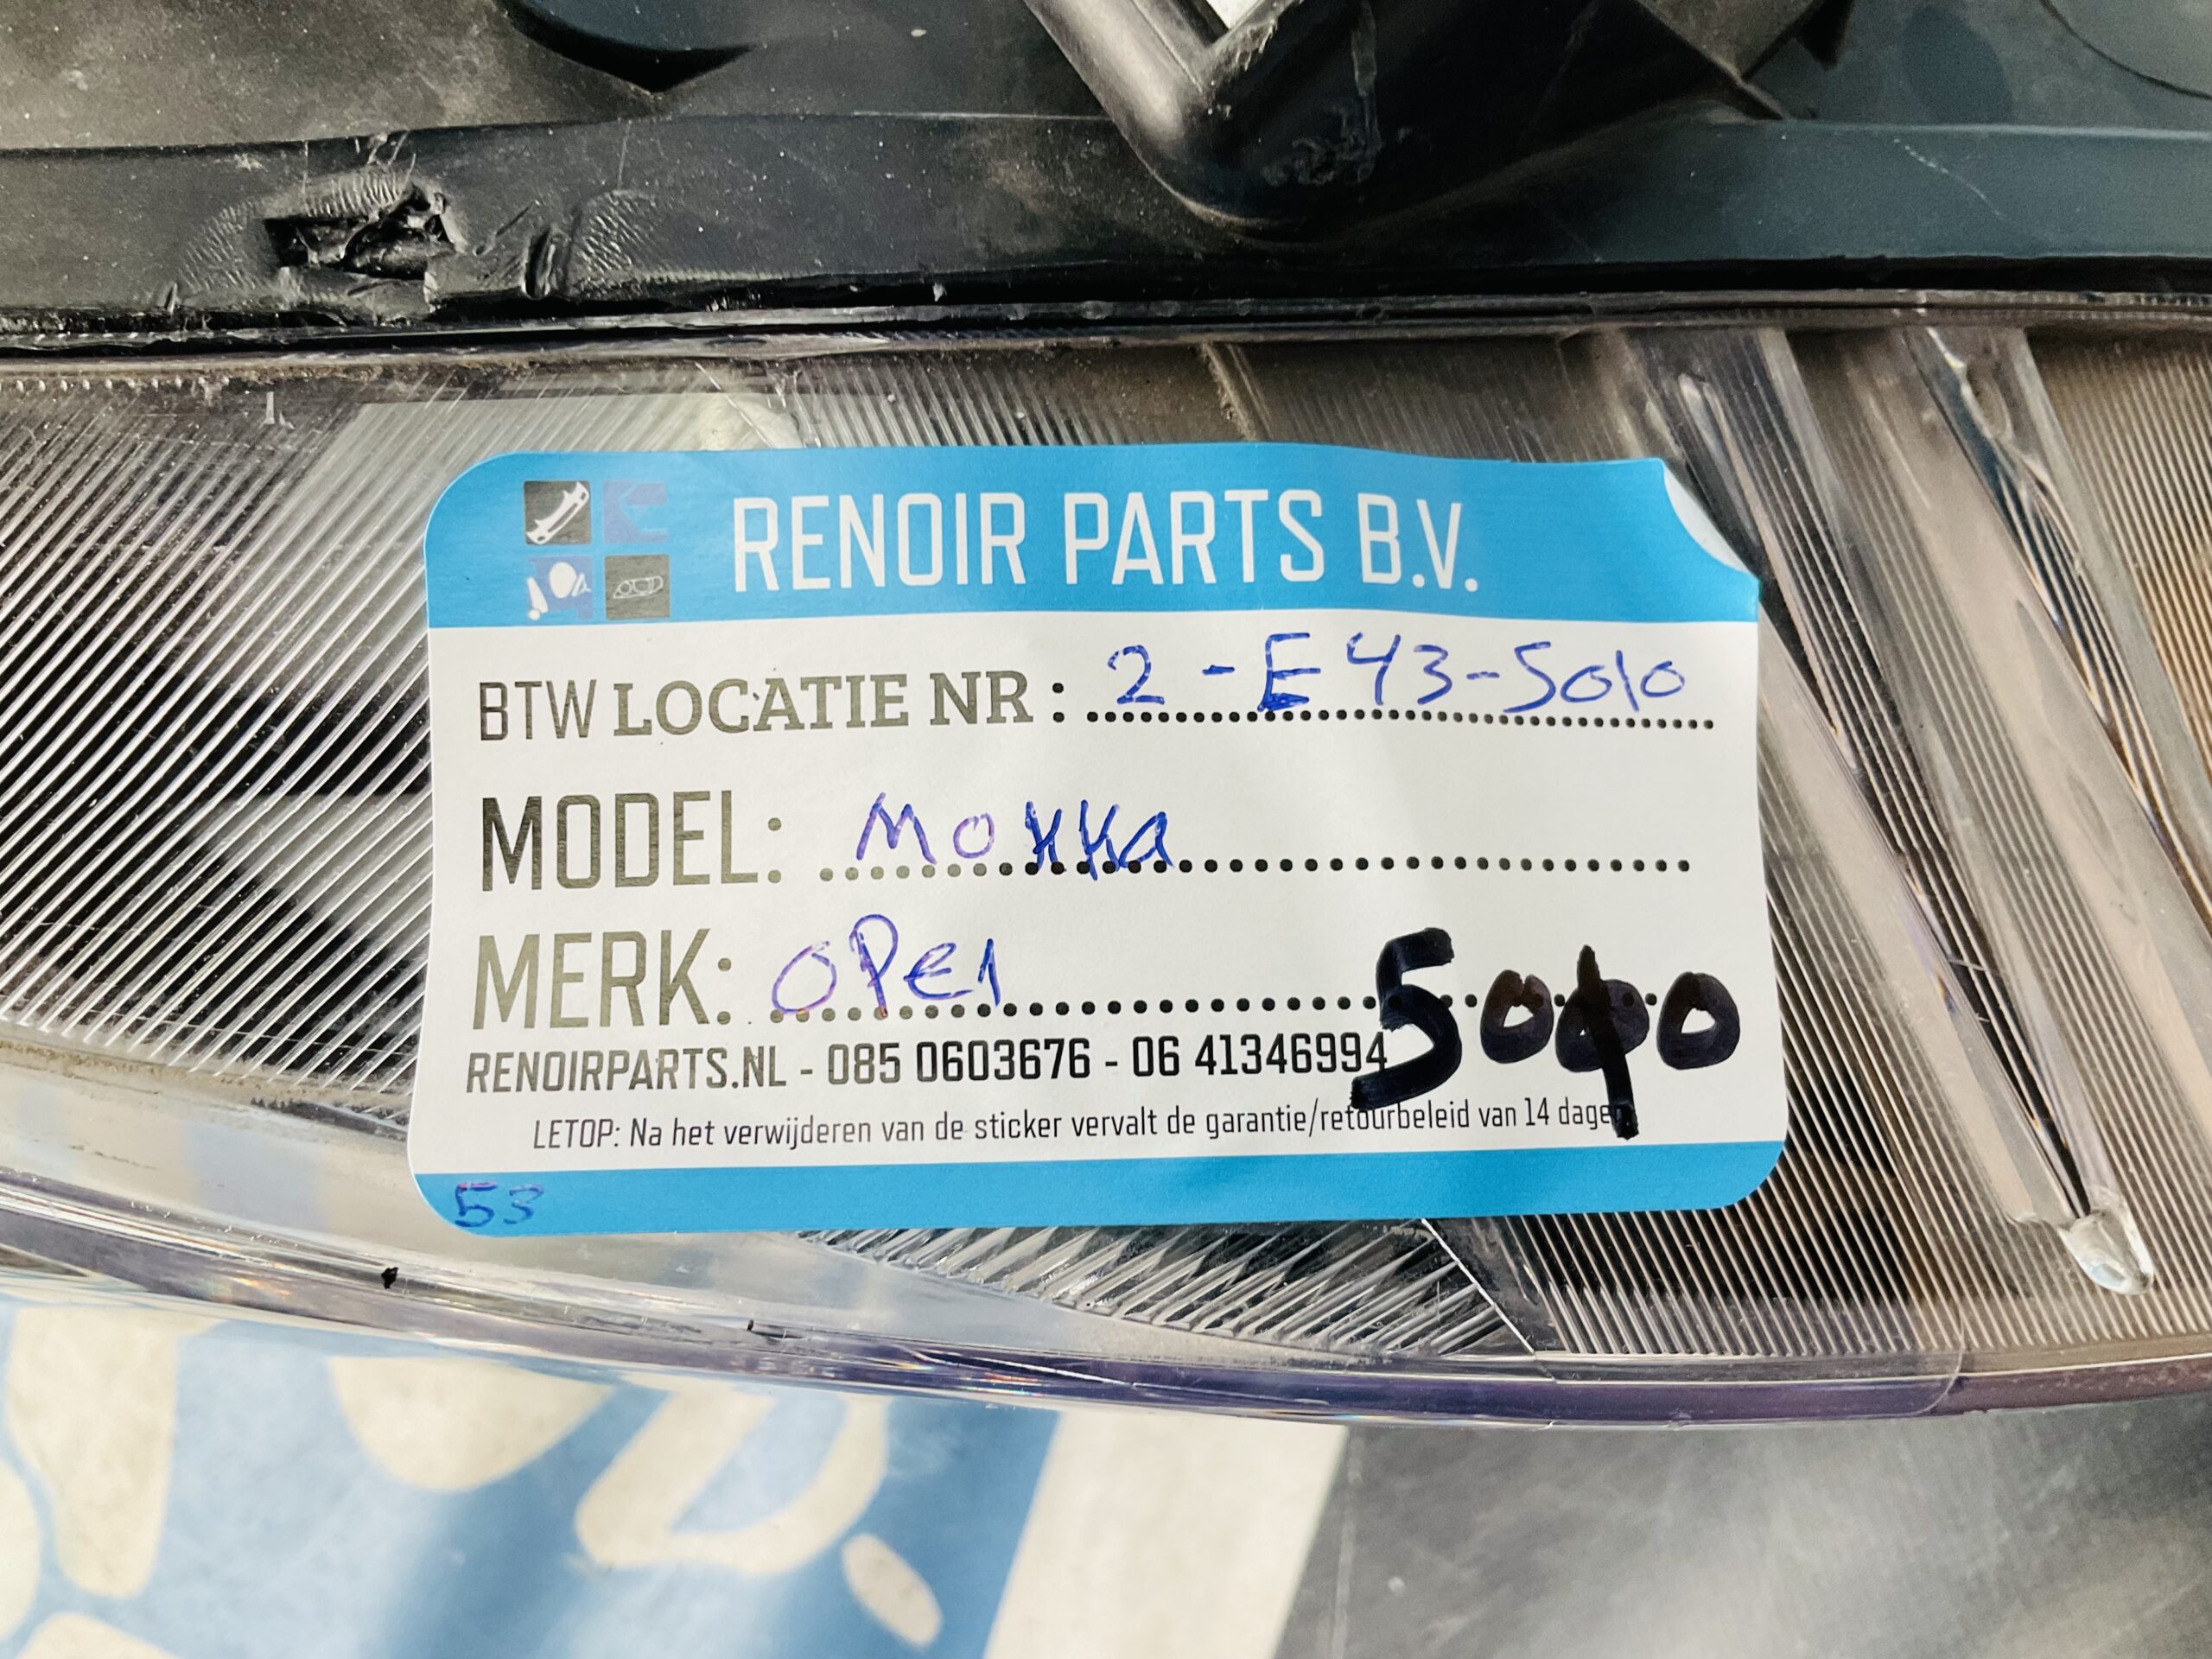 RENOIR PARTS B.V.
BTW LOCATIE NR : 2-E43-5010
MODEL: Mokka
MERK: OPEl
5010
RENOIRPARTS.NL - 085 0603676 - 06 41346994
LETOP: Na het verwijderen van de sticker vervalt de garantie/retourbeleid van 14 dagen
53